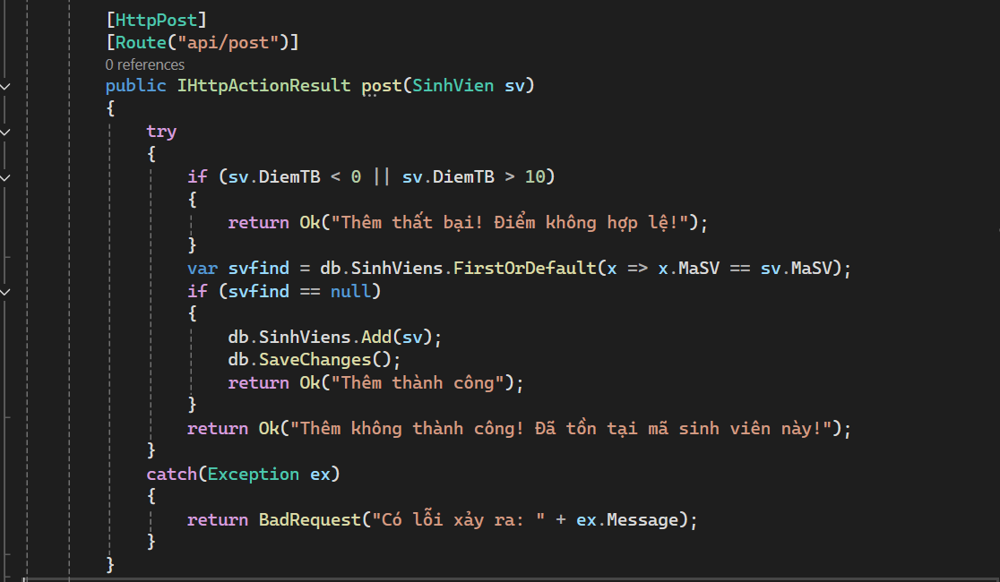 [HttpPost]
[Route("api/post")]
0 references
public IHttpActionResult post(SinhVien sv)
{
try
{
if (sv.DiemTB < 0 || sv.DiemTB > 10)
{
return Ok("Thêm thất bại! Điểm không hợp lệ!");
}
var svfind = db.SinhViens.FirstOrDefault(x => x.MaSV == sv.MaSV);
if (svfind == null)
{
db.SinhViens.Add(sv);
db.SaveChanges();
return Ok("Thêm thành công");
}
return Ok("Thêm không thành công! Đã tồn tại mã sinh viên này!");
}
catch(Exception ex)
{
return BadRequest("Có lỗi xảy ra: " + ex.Message);
}
}